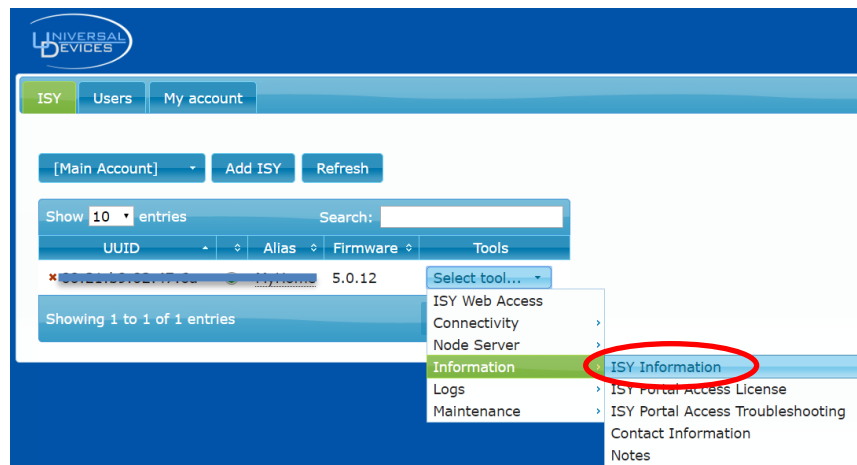 UNIVERSAL
DEVICES
ISY Users My account
[Main Account] Add ISY Refresh
Show 10 entries Search:
UUID Alias Firmware Tools
5.0.12 Select tool...
ISY Web Access
Showing 1 to 1 of 1 entries Connectivity
Node Server
Information ISY Information
Logs ISY Portal Access License
Maintenance ISY Portal Access Troubleshooting
Contact Information
Notes